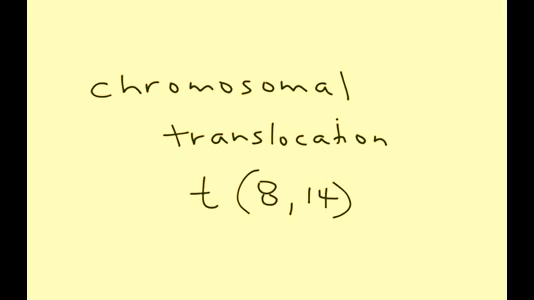 chromosomal
translocation
t (8, 14)